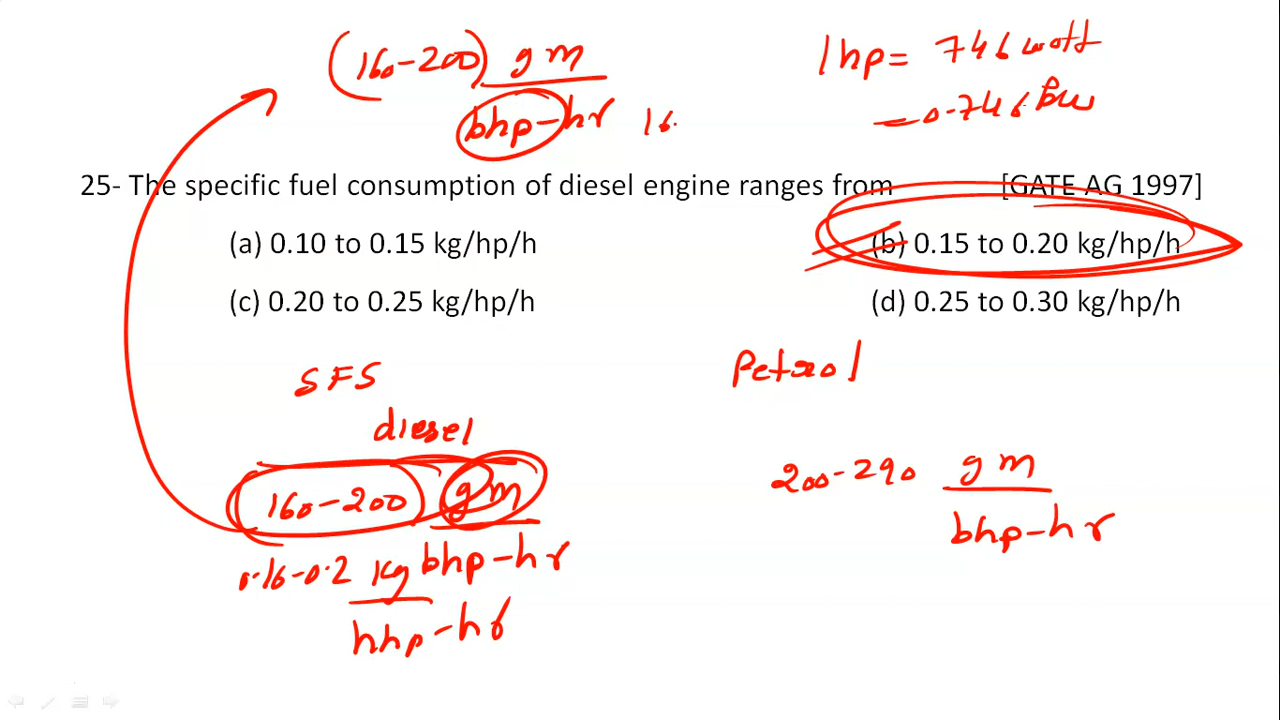 (160-200) gm
bhp-hr 16.
1hp = 746 watt
= 0.746 kw
25- The specific fuel consumption of diesel engine ranges from [GATE AG 1997]
(a) 0.10 to 0.15 kg/hp/h (b) 0.15 to 0.20 kg/hp/h
(c) 0.20 to 0.25 kg/hp/h (d) 0.25 to 0.30 kg/hp/h
SFS
diesel
160-200 gm
bhp-hr
0.16-0.2 kg
hhp-hr
Petrol
200-290 gm
bhp-hr